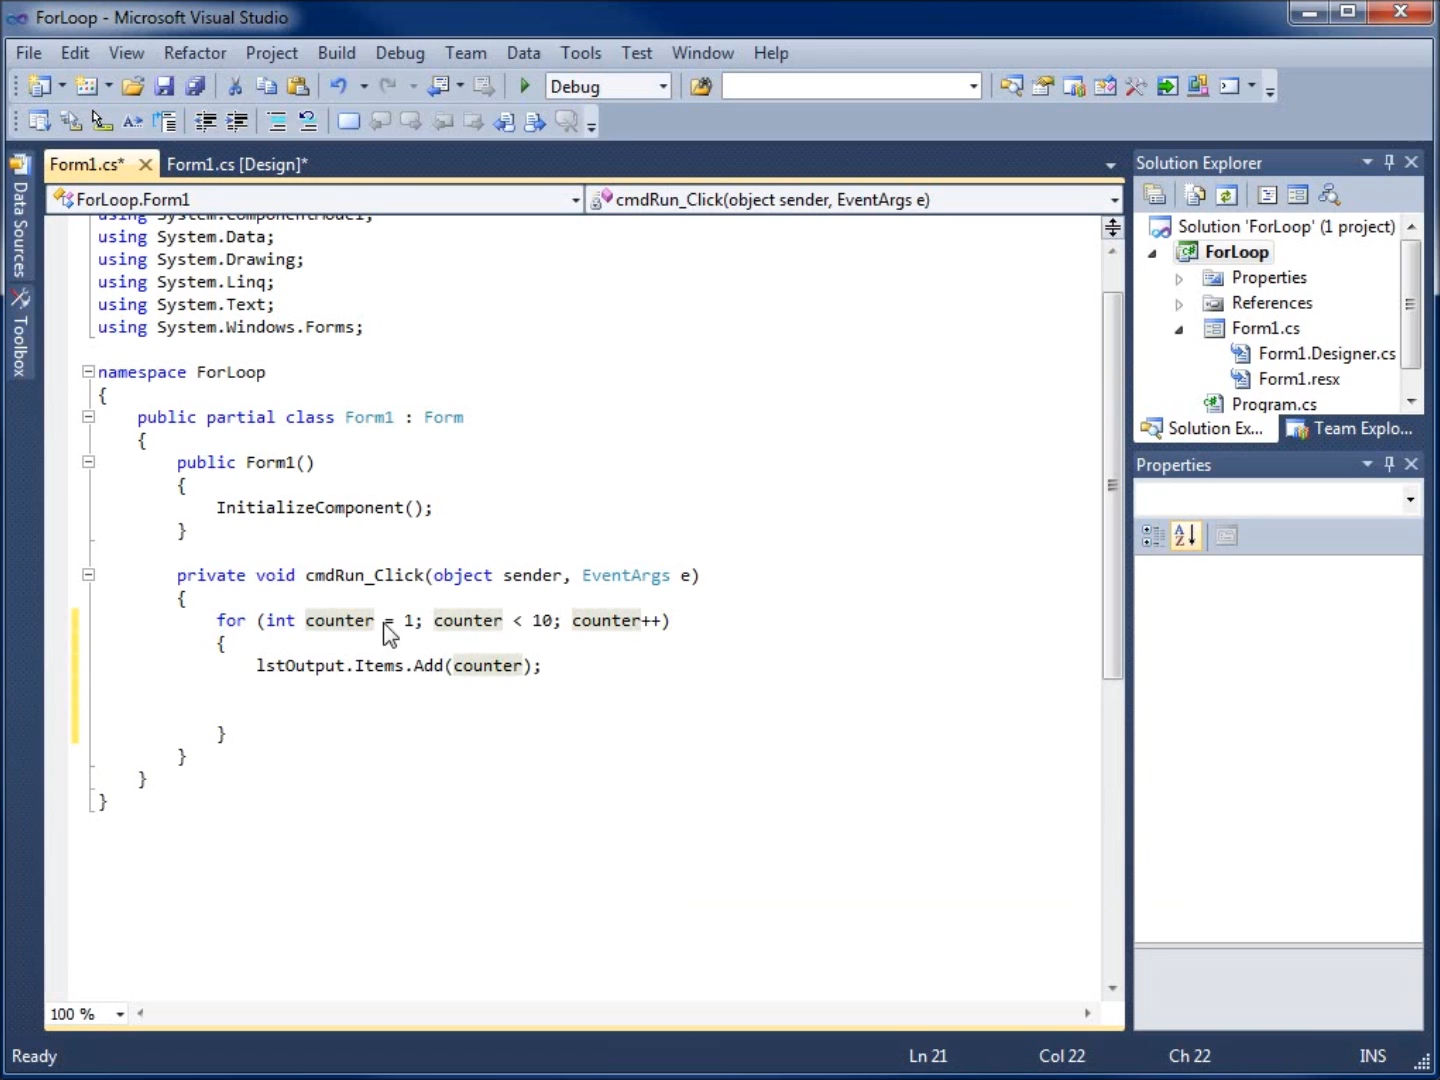 ForLoop - Microsoft Visual Studio
File Edit View Refactor Project Build Debug Team Data Tools Test Window Help
Debug
Form1.cs* Form1.cs [Design]*
ForLoop.Form1 cmdRun_Click(object sender, EventArgs e)
using System.ComponentModel;
using System.Data;
using System.Drawing;
using System.Linq;
using System.Text;
using System.Windows.Forms;
namespace ForLoop
{
public partial class Form1 : Form
{
public Form1()
{
InitializeComponent();
}
private void cmdRun_Click(object sender, EventArgs e)
{
for (int counter = 1; counter < 10; counter++)
{
lstOutput.Items.Add(counter);
}
}
}
}
100 %
Data Sources
Toolbox
Solution Explorer
Solution 'ForLoop' (1 project)
ForLoop
Properties
References
Form1.cs
Form1.Designer.cs
Form1.resx
Program.cs
Solution Ex... Team Explo...
Properties
Ready Ln 21 Col 22 Ch 22 INS